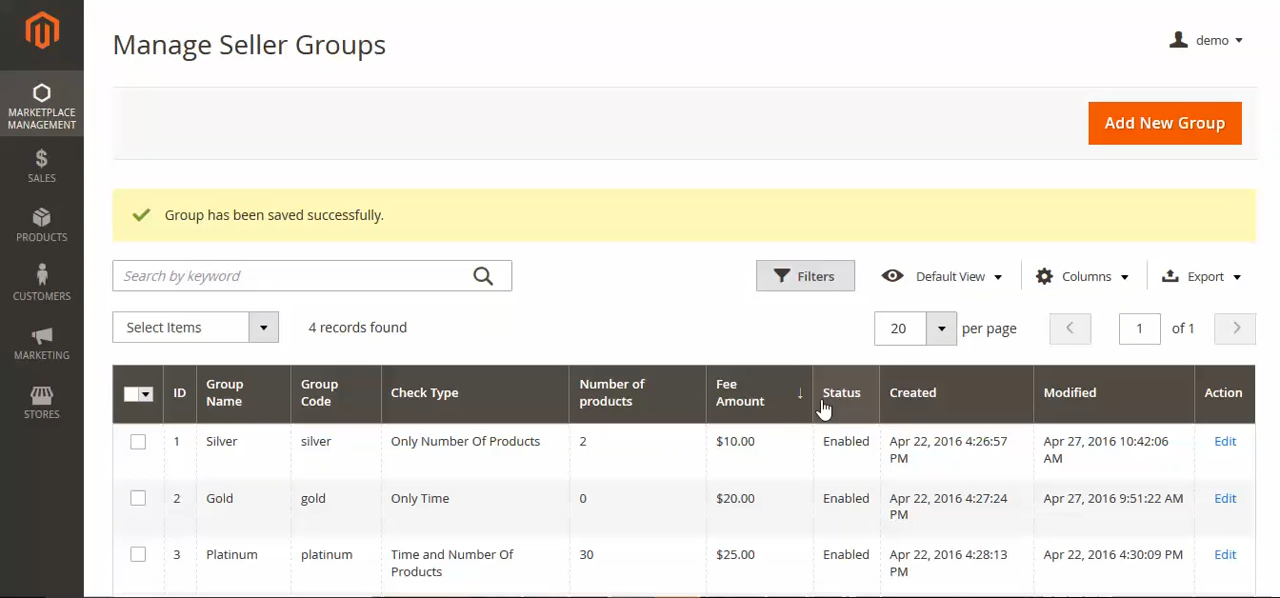 Manage Seller Groups
demo
MARKETPLACE
MANAGEMENT
SALES
PRODUCTS
CUSTOMERS
MARKETING
STORES
Add New Group
Group has been saved successfully.
Search by keyword
Filters
Default View
Columns
Export
Select Items
4 records found
20
per page
1
of 1
ID
Group
Name
Group
Code
Check Type
Number of
products
Fee
Amount
↓
Status
Created
Modified
Action
1
Silver
silver
Only Number Of Products
2
$10.00
Enabled
Apr 22, 2016 4:26:57
PM
Apr 27, 2016 10:42:06
AM
Edit
2
Gold
gold
Only Time
0
$20.00
Enabled
Apr 22, 2016 4:27:24
PM
Apr 27, 2016 9:51:22 AM
Edit
3
Platinum
platinum
Time and Number Of
Products
30
$25.00
Enabled
Apr 22, 2016 4:28:13
PM
Apr 22, 2016 4:30:09 PM
Edit